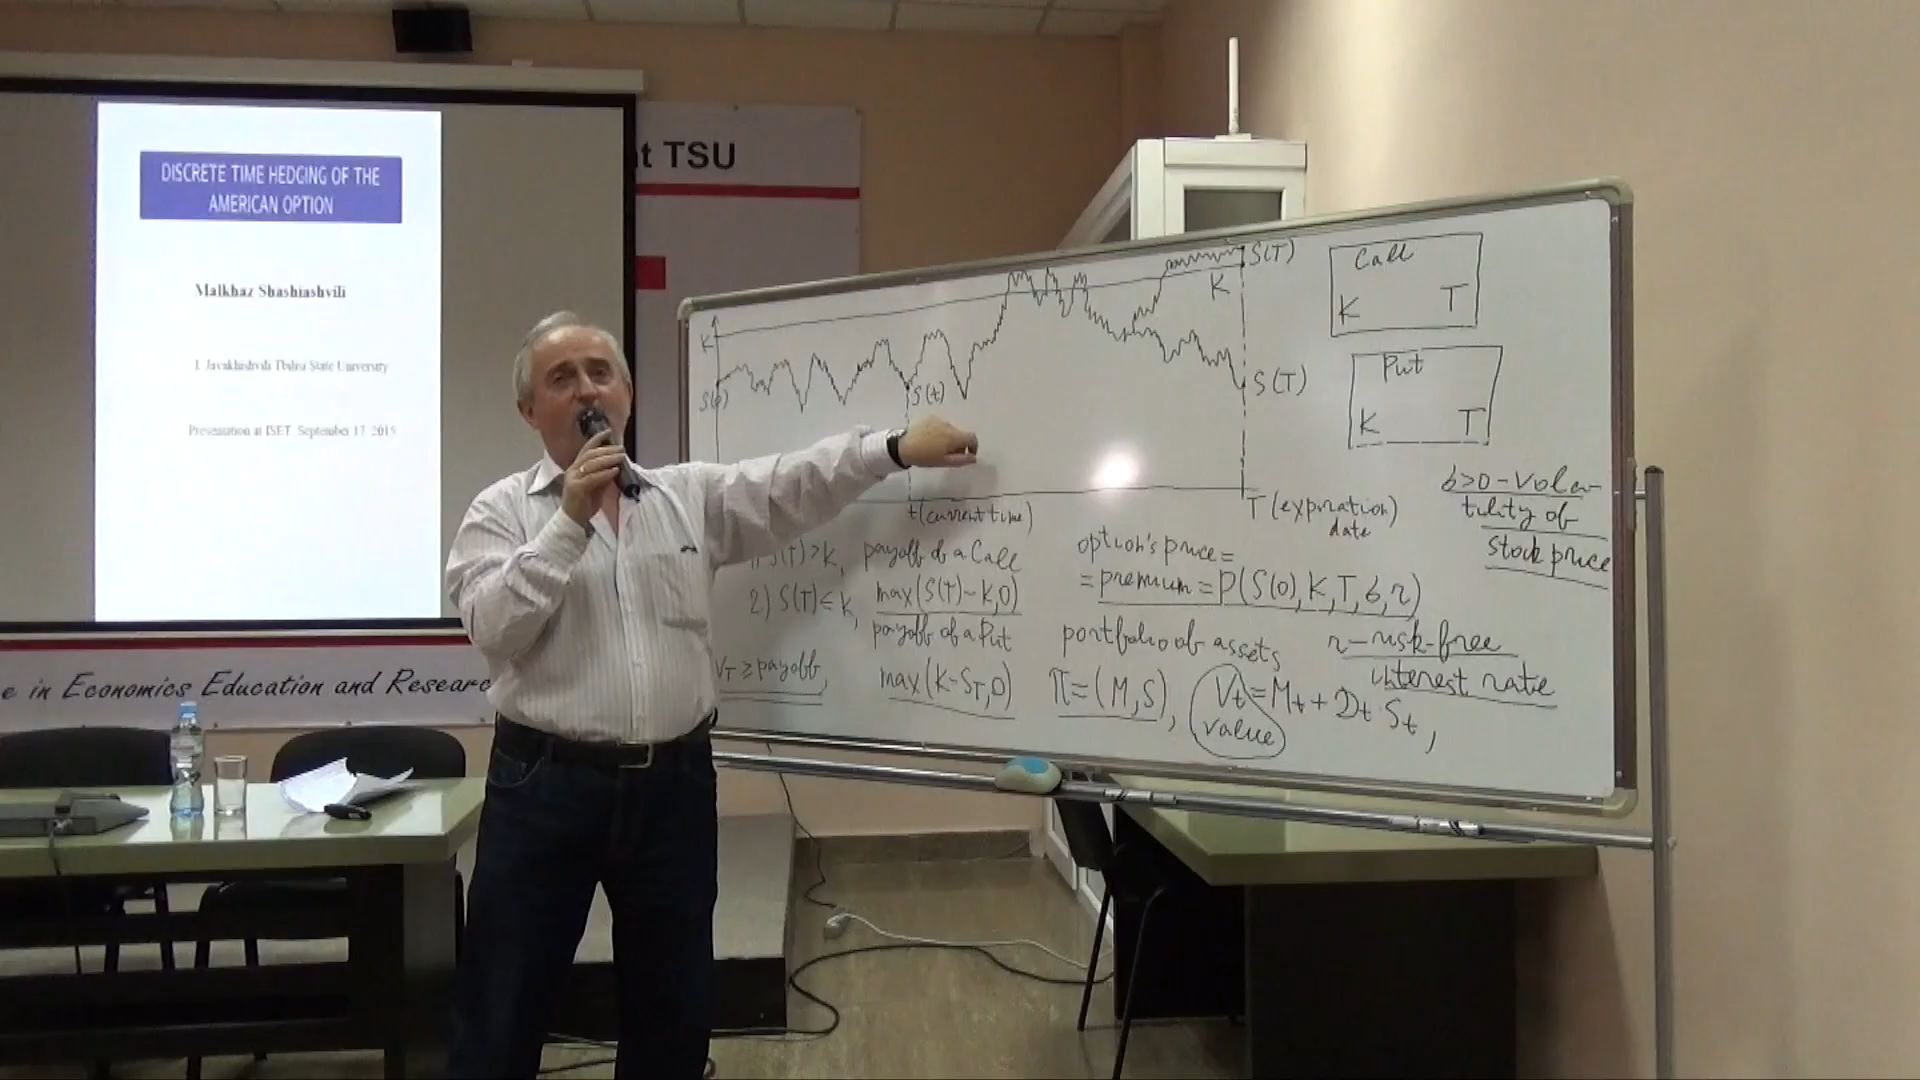 DISCRETE TIME HEDGING OF THE
AMERICAN OPTION
Malkhaz Shashiashvili
I. Javakhishvili Tbilisi State University
Presentation at ISET September 17 2015
at TSU
e in Economics Education and Researc
K
S(0)
S(t)
t (current time)
K
S(T)
S(T)
T (expiration)
date
Call
K T
Put
K T
б>0 - Vola-
tility of
stock price
S(T)>K, payoff of a Call
2) S(T)≤K, max(S(T)-K,0)
payoff of a Put
max(K-S_T,0)
V_T ≥ payoff,
option's price=
=premium=P(S(0),K,T,б,r)
portfolio of assets
π=(M,S), V_t=M_t+D_t·S_t,
value
r-risk-free
interest rate